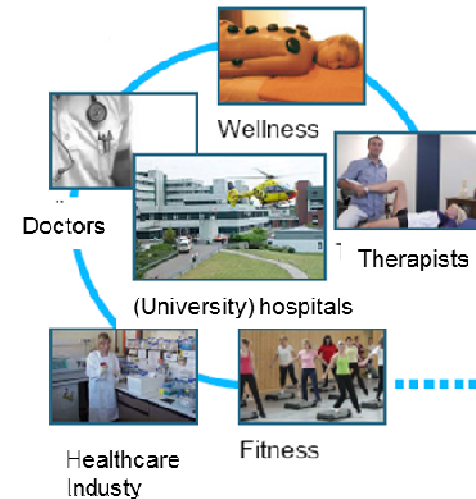 Wellness
Doctors
Therapists
(University) hospitals
Healthcare
Industy
Fitness